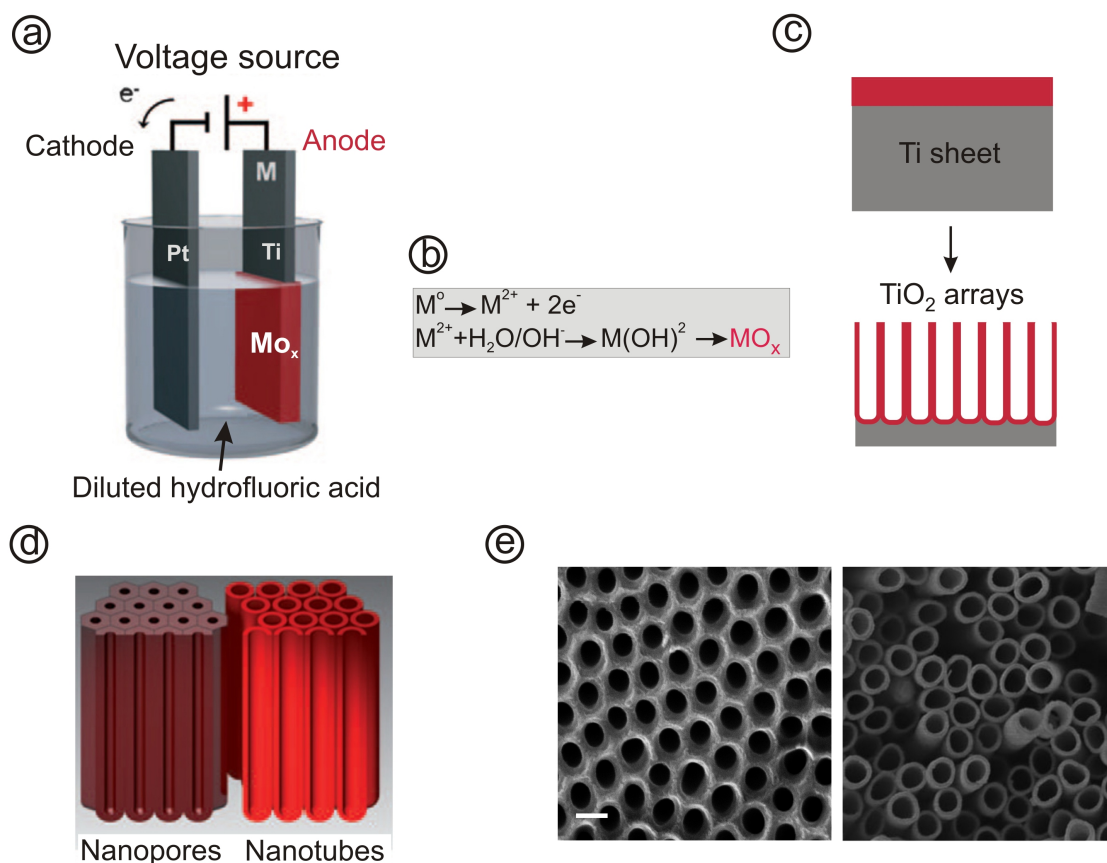 a
Voltage source
e-
+
Cathode
Anode
M
Pt
Ti
Mox
Diluted hydrofluoric acid
b
M° → M²⁺ + 2e⁻
M²⁺+H₂O/OH⁻ → M(OH)² → MOₓ
c
Ti sheet
TiO₂ arrays
d
Nanopores Nanotubes
e